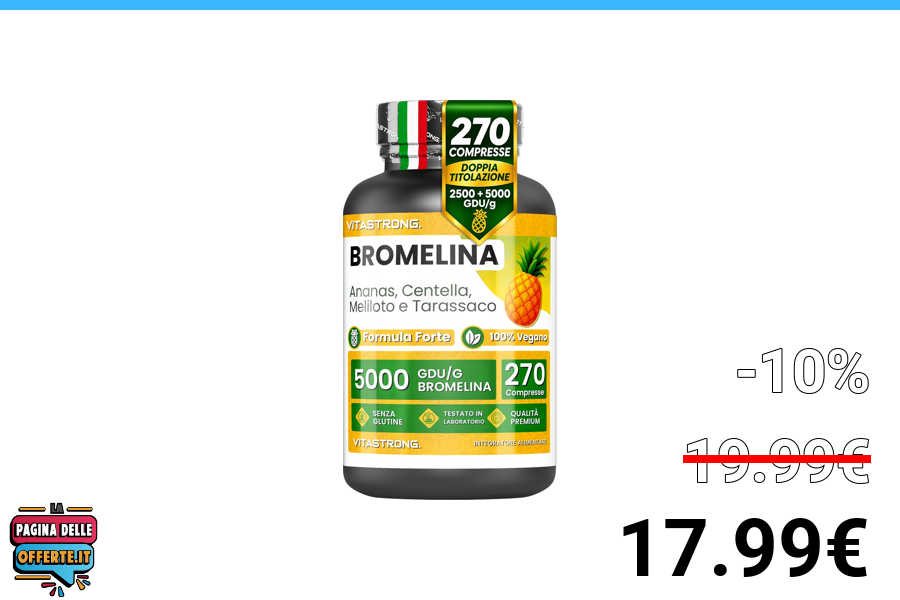 270
COMPRESSE
DOPPIA
TITOLAZIONE
2500 + 5000
GDU/g
VITASTRONG.
BROMELINA
Ananas, Centella,
Meliloto e Tarassaco
Formula Forte
100% Vegano
5000 GDU/G
BROMELINA
270
Compresse
SENZA
GLUTINE
TESTATO IN
LABORATORIO
QUALITÀ
PREMIUM
VITASTRONG.
INTEGRATORE ALIMENTARE
-10%
19.99€
17.99€
LA
PAGINA DELLE
OFFERTE.IT